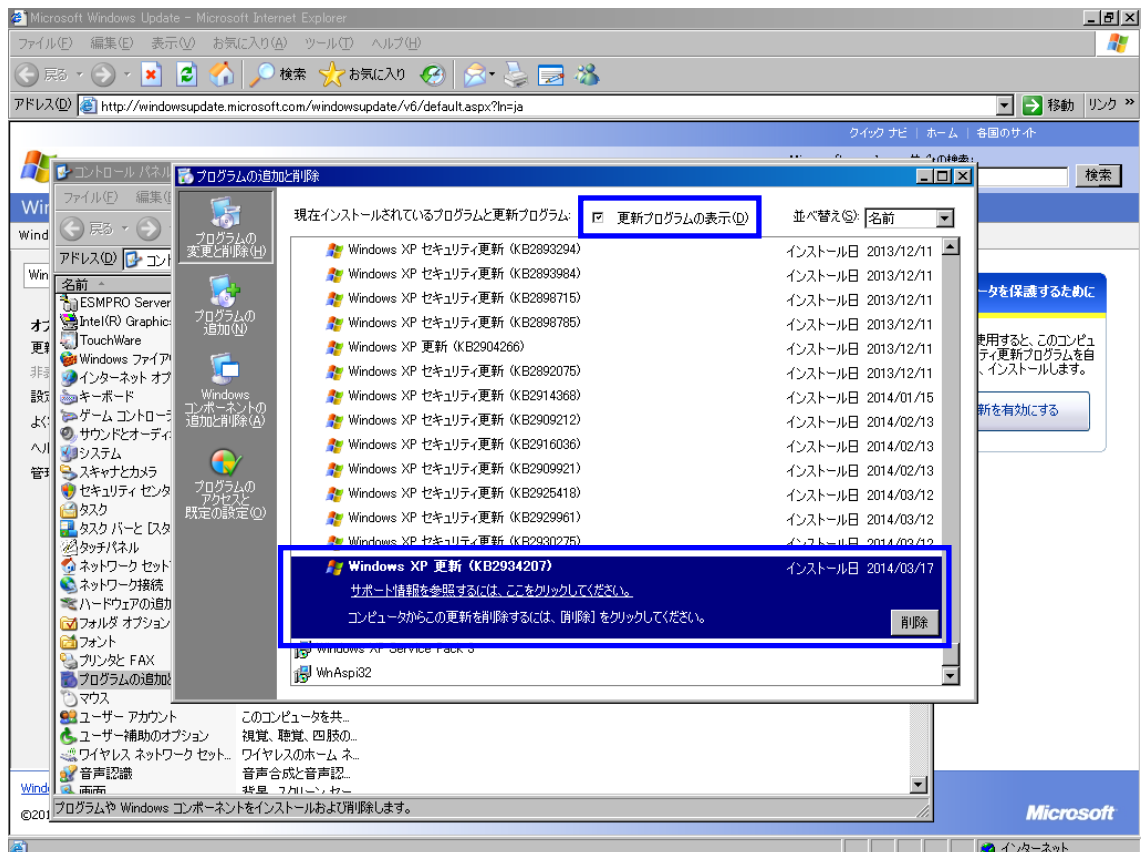 Microsoft Windows Update - Microsoft Internet Explorer
ファイル(F) 編集(E) 表示(V) お気に入り(A) ツール(T) ヘルプ(H)
戻る 検索 お気に入り
アドレス(D) http://windowsupdate.microsoft.com/windowsupdate/v6/default.aspx?ln=ja 移動 リンク »
クイック ナビ | ホーム | 各国のサイト
検索
コントロール パネル
ファイル(F) 編集(
戻る
アドレス(D)
名前
ESMPRO Server
Intel(R) Graphic
TouchWare
Windows ファイア
インターネット オプ
キーボード
ゲーム コントロー
サウンドとオーディ
システム
スキャナとカメラ
セキュリティ センタ
タスク
タスク バーと [スタ
タッチパネル
ネットワーク セット
ネットワーク接続
ハードウェアの追加
フォルダ オプション
フォント
プリンタと FAX
プログラムの追加と
マウス
ユーザー アカウント このコンピュータを共...
ユーザー補助のオプション 視覚、聴覚、四肢の...
ワイヤレス ネットワーク セット... ワイヤレスのホーム ネ...
音声認識 音声合成と音声認...
画面
プログラムや Windows コンポーネントをインストールおよび削除します。
プログラムの追加と削除
プログラムの
変更と削除(H)
プログラムの
追加(N)
Windows
コンポーネントの
追加と削除(A)
プログラムの
アクセスと
既定の設定(O)
現在インストールされているプログラムと更新プログラム: 更新プログラムの表示(D) 並べ替え(S): 名前
Windows XP セキュリティ更新 (KB2893294) インストール日 2013/12/11
Windows XP セキュリティ更新 (KB2893984) インストール日 2013/12/11
Windows XP セキュリティ更新 (KB2898715) インストール日 2013/12/11
Windows XP セキュリティ更新 (KB2898785) インストール日 2013/12/11
Windows XP 更新 (KB2904266) インストール日 2013/12/11
Windows XP セキュリティ更新 (KB2892075) インストール日 2013/12/11
Windows XP セキュリティ更新 (KB2914368) インストール日 2014/01/15
Windows XP セキュリティ更新 (KB2909212) インストール日 2014/02/13
Windows XP セキュリティ更新 (KB2916036) インストール日 2014/02/13
Windows XP セキュリティ更新 (KB2909921) インストール日 2014/02/13
Windows XP セキュリティ更新 (KB2925418) インストール日 2014/03/12
Windows XP セキュリティ更新 (KB2929961) インストール日 2014/03/12
Windows XP セキュリティ更新 (KB2930275) インストール日 2014/03/12
Windows XP 更新 (KB2934207) インストール日 2014/03/17
サポート情報を参照するには、ここをクリックしてください。
コンピュータからこの更新を削除するには、[削除] をクリックしてください。
削除
Windows XP Service Pack 3
WnAspi32
ータを保護するために
使用すると、このコンピュ
ティ更新プログラムを自
、インストールします。
新を有効にする
Microsoft
インターネット